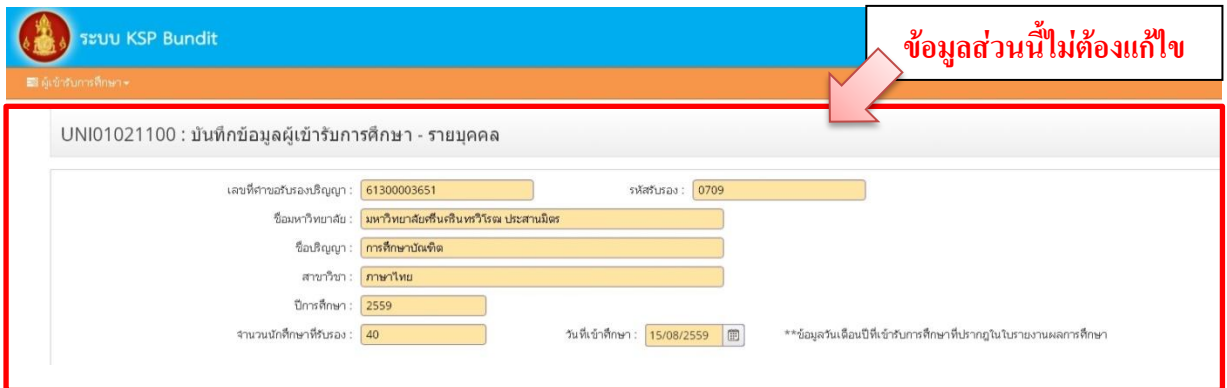 ระบบ KSP Bundit
ข้อมูลส่วนนี้ไม่ต้องแก้ไข
ผู้เข้ารับการศึกษา
UNI01021100 : บันทึกข้อมูลผู้เข้ารับการศึกษา - รายบุคคล
เลขที่คำขอรับรองปริญญา : 61300003651 รหัสรับรอง : 0709
ชื่อมหาวิทยาลัย : มหาวิทยาลัยศรีนครินทรวิโรฒ ประสานมิตร
ชื่อปริญญา : การศึกษาบัณฑิต
สาขาวิชา : ภาษาไทย
ปีการศึกษา : 2559
จำนวนนักศึกษาที่รับรอง : 40 วันที่เข้าศึกษา : 15/08/2559 **ข้อมูลวันเดือนปีที่เข้ารับการศึกษาที่ปรากฏในใบรายงานผลการศึกษา